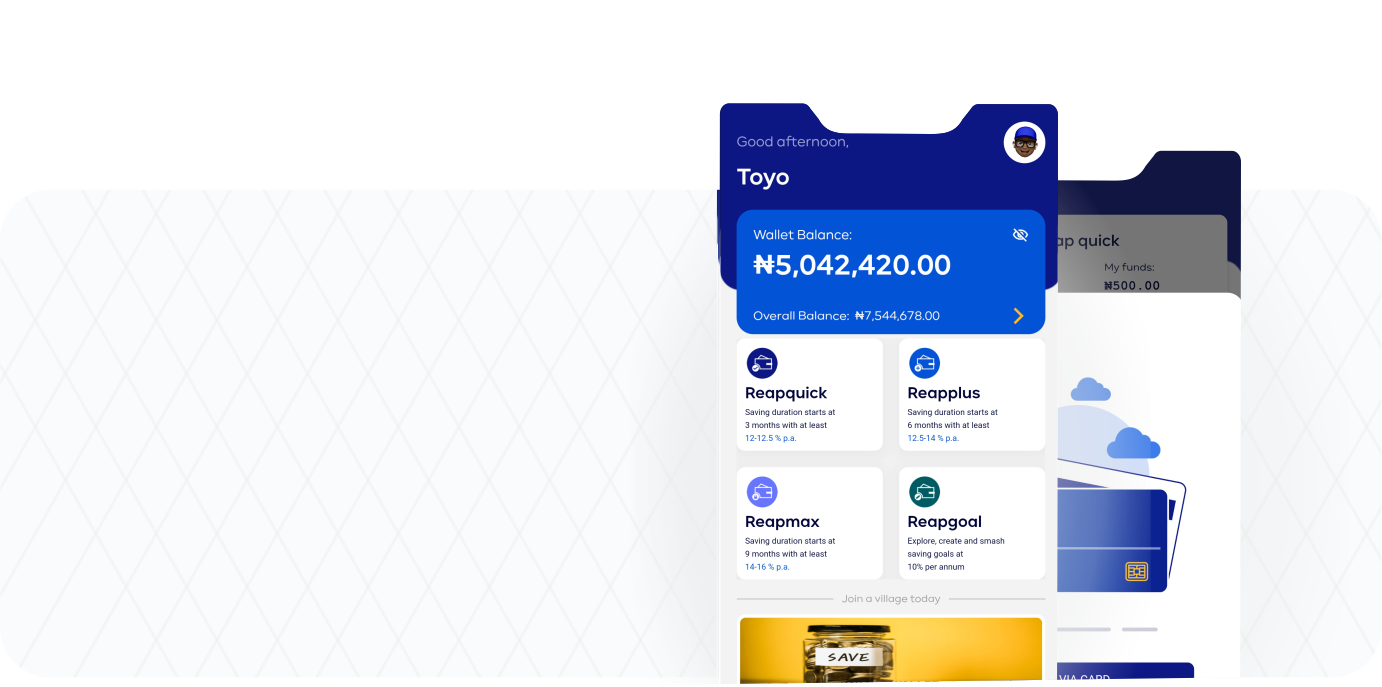 Good afternoon,
Toyo
Wallet Balance:
₦5,042,420.00
Overall Balance: ₦7,544,678.00
Reapquick
Saving duration starts at
3 months with at least
12-12.5 % p.a.
Reapplus
Saving duration starts at
6 months with at least
12.5-14 % p.a.
Reapmax
Saving duration starts at
9 months with at least
14-16 % p.a.
Reapgoal
Explore, create and smash
saving goals at
10% per annum
Join a village today
SAVE
ap quick
My funds:
₦500.00
VIA CARD